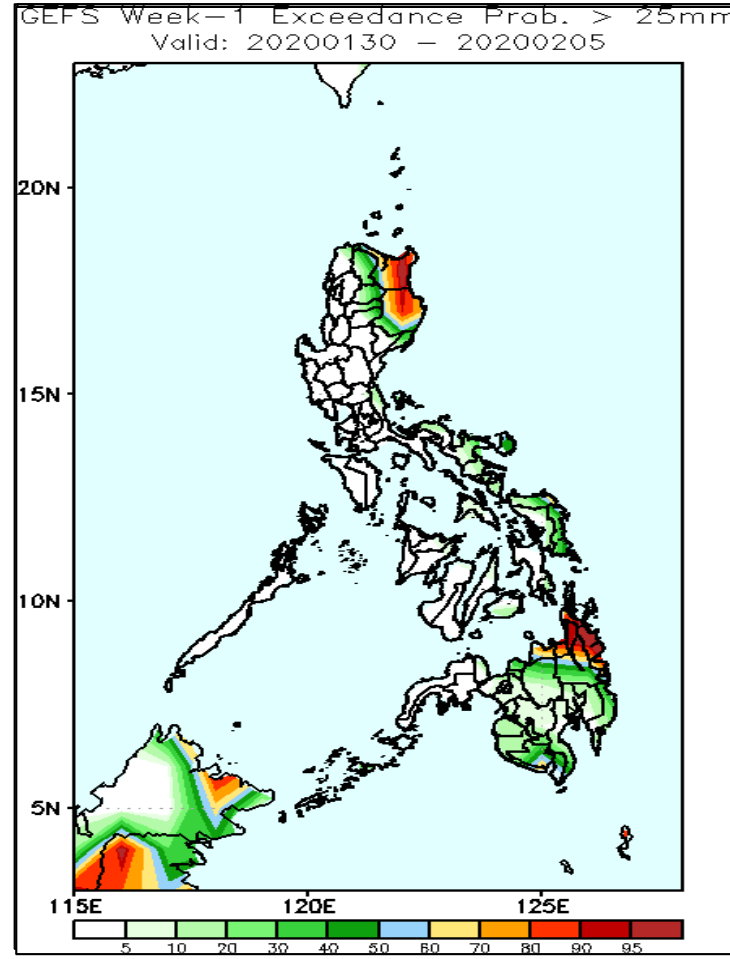 GEFS Week-1 Exceedance Prob. > 25mm
Valid: 20200130 - 20200205
20N
15N
10N
5N
115E 120E 125E
5 10 20 30 40 50 60 70 80 90 95